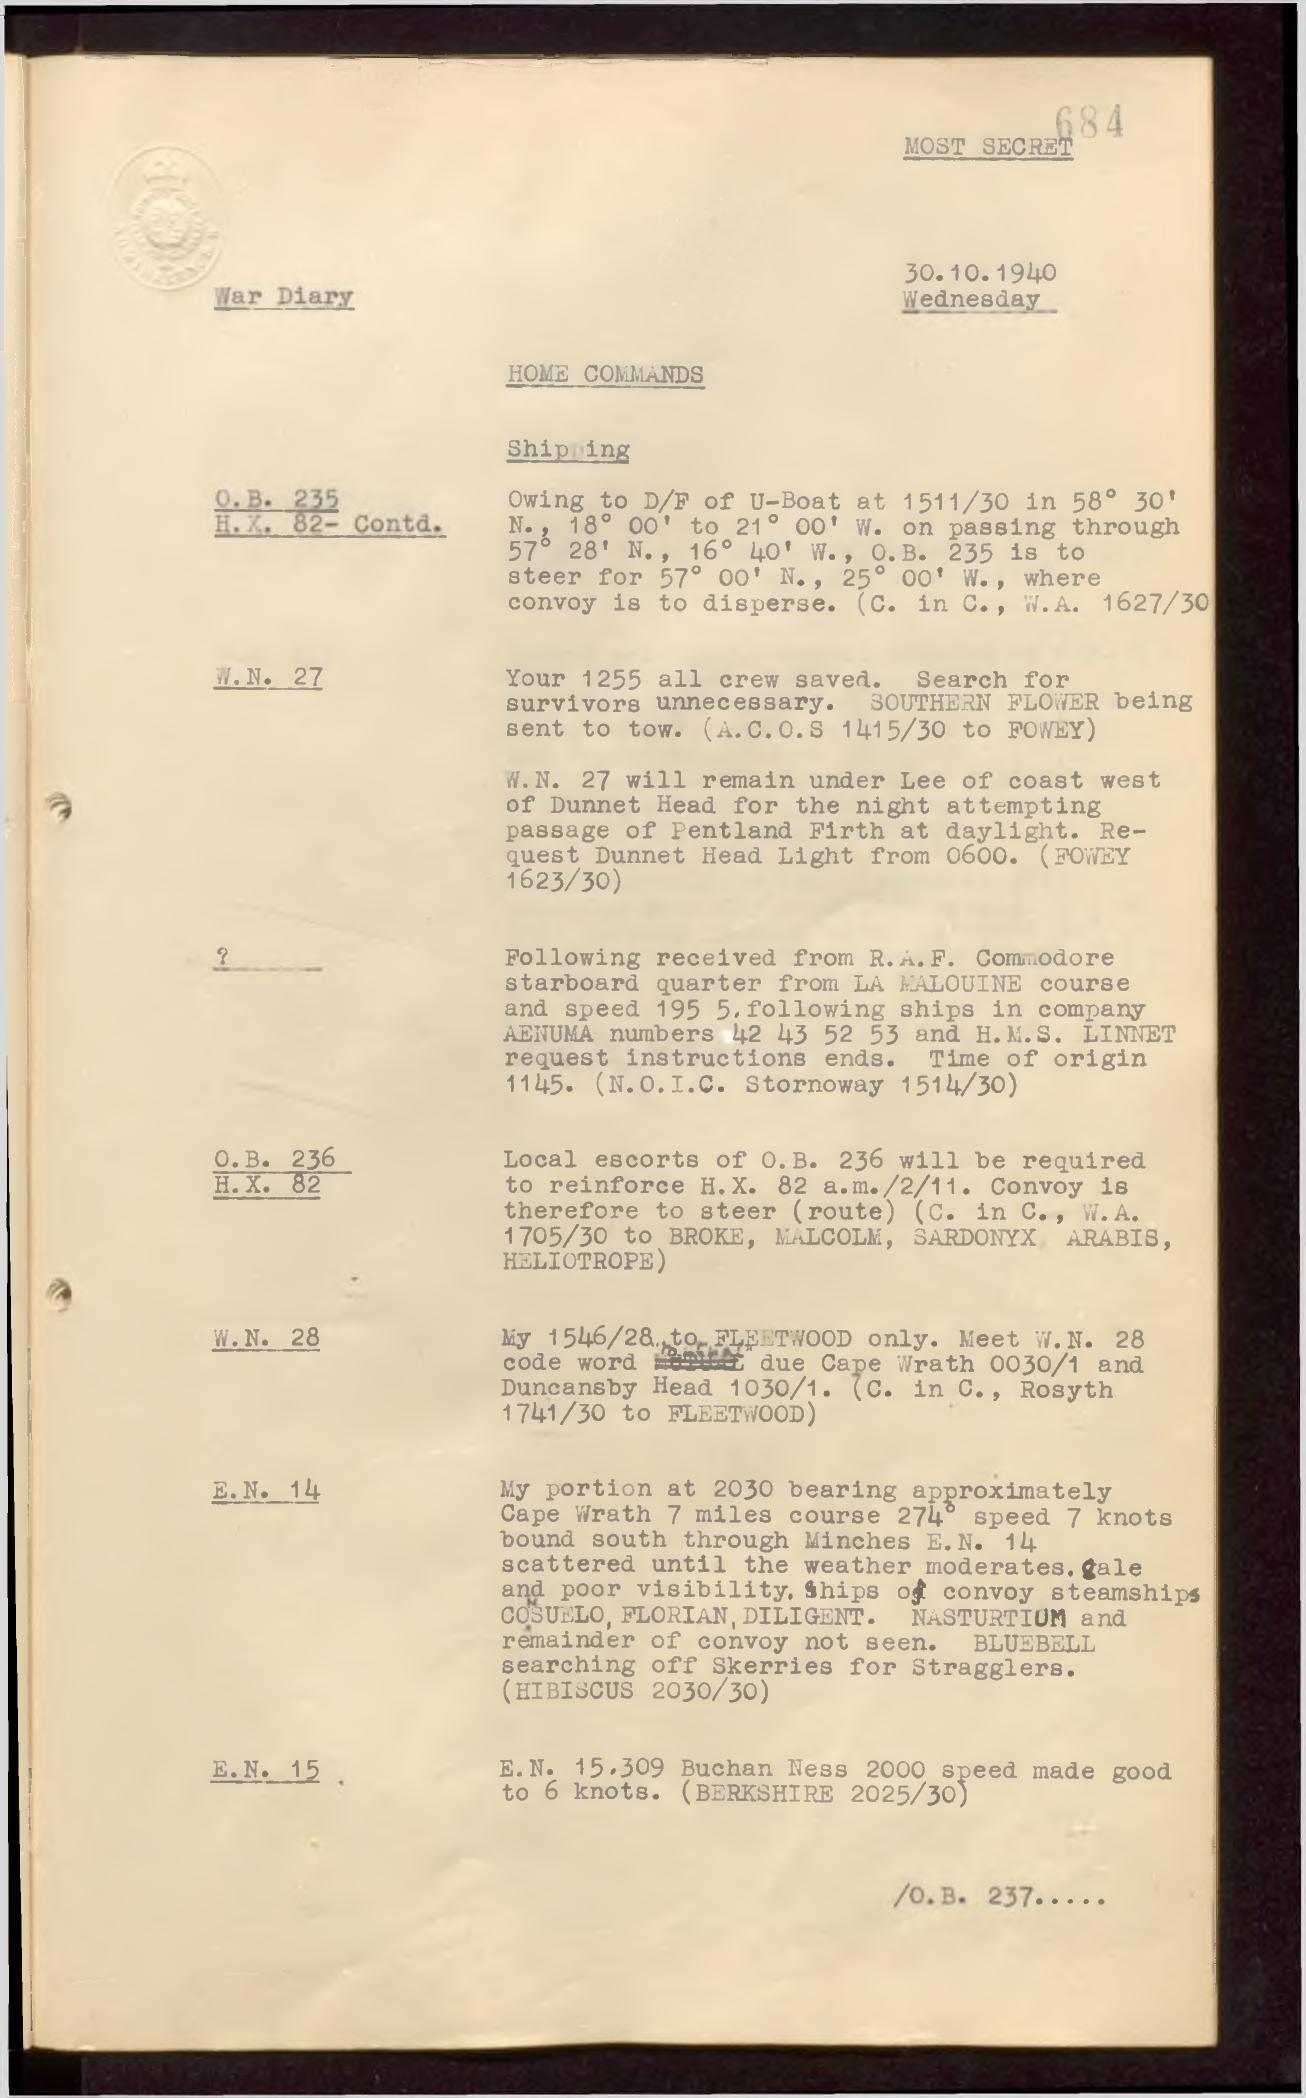 684
MOST SECRET
30.10.1940
War Diary
Wednesday
HOME COMMANDS
Shipping
O.B. 235
H.X. 82- Contd.
Owing to D/F of U-Boat at 1511/30 in 58° 30'
N., 18° 00' to 21° 00' W. on passing through
57° 28' N., 16° 40' W., O.B. 235 is to
steer for 57° 00' N., 25° 00' W., where
convoy is to disperse. (C. in C., W.A. 1627/30
W.N. 27
Your 1255 all crew saved. Search for
survivors unnecessary. SOUTHERN FLOWER being
sent to tow. (A.C.O.S 1415/30 to FOWEY)
W.N. 27 will remain under Lee of coast west
of Dunnet Head for the night attempting
passage of Pentland Firth at daylight. Re-
quest Dunnet Head Light from 0600. (FOWEY
1623/30)
?
Following received from R.A.F. Commodore
starboard quarter from LA MALOUINE course
and speed 195 5.following ships in company
AENUMA numbers 42 43 52 53 and H.M.S. LINNET
request instructions ends. Time of origin
1145. (N.O.I.C. Stornoway 1514/30)
O.B. 236
H.X. 82
Local escorts of O.B. 236 will be required
to reinforce H.X. 82 a.m./2/11. Convoy is
therefore to steer (route) (C. in C., W.A.
1705/30 to BROKE, MALCOLM, SARDONYX ARABIS,
HELIOTROPE)
W.N. 28
My 1546/28 to FLEETWOOD only. Meet W.N. 28
code word due Cape Wrath 0030/1 and
Duncansby Head 1030/1. (C. in C., Rosyth
1741/30 to FLEETWOOD)
E.N. 14
My portion at 2030 bearing approximately
Cape Wrath 7 miles course 274° speed 7 knots
bound south through Minches E.N. 14
scattered until the weather moderates. gale
and poor visibility. Ships of convoy steamships
CONSUELO, FLORIAN, DILIGENT. NASTURTIUM and
remainder of convoy not seen. BLUEBELL
searching off Skerries for Stragglers.
(HIBISCUS 2030/30)
E.N. 15
E.N. 15.309 Buchan Ness 2000 speed made good
to 6 knots. (BERKSHIRE 2025/30)
/O.B. 237.....